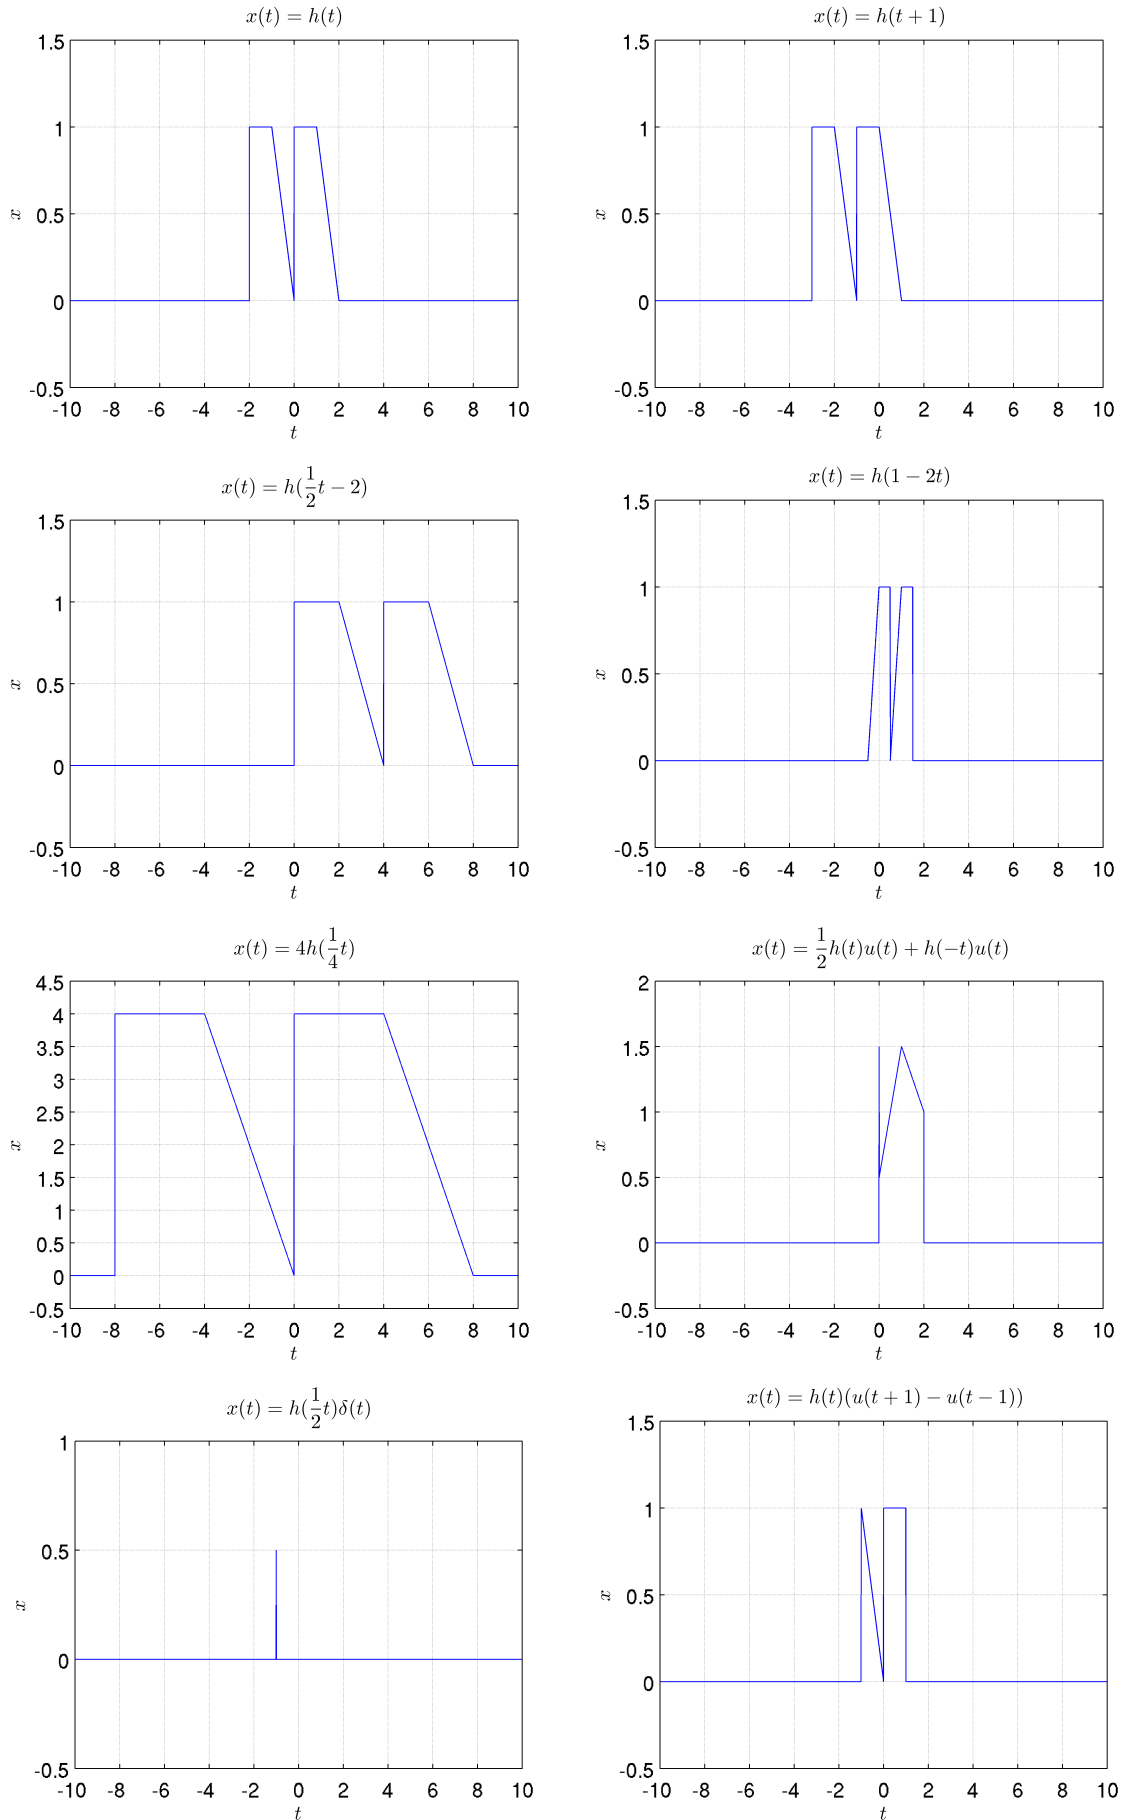 x(t) = h(t)
1.5
1
0.5
0
-0.5
x
-10 -8 -6 -4 -2 0 2 4 6 8 10
t
x(t) = h(t + 1)
1.5
1
0.5
0
-0.5
x
-10 -8 -6 -4 -2 0 2 4 6 8 10
t
x(t) = h(\frac{1}{2}t − 2)
1.5
1
0.5
0
-0.5
x
-10 -8 -6 -4 -2 0 2 4 6 8 10
t
x(t) = h(1 − 2t)
1.5
1
0.5
0
-0.5
x
-10 -8 -6 -4 -2 0 2 4 6 8 10
t
x(t) = 4h(\frac{1}{4}t)
4.5
4
3.5
3
2.5
2
1.5
1
0.5
0
-0.5
x
-10 -8 -6 -4 -2 0 2 4 6 8 10
t
x(t) = \frac{1}{2}h(t)u(t) + h(−t)u(t)
2
1.5
1
0.5
0
-0.5
x
-10 -8 -6 -4 -2 0 2 4 6 8 10
t
x(t) = h(\frac{1}{2}t)δ(t)
1
0.5
0
-0.5
x
-10 -8 -6 -4 -2 0 2 4 6 8 10
t
x(t) = h(t)(u(t + 1) − u(t − 1))
1.5
1
0.5
0
-0.5
x
-10 -8 -6 -4 -2 0 2 4 6 8 10
t